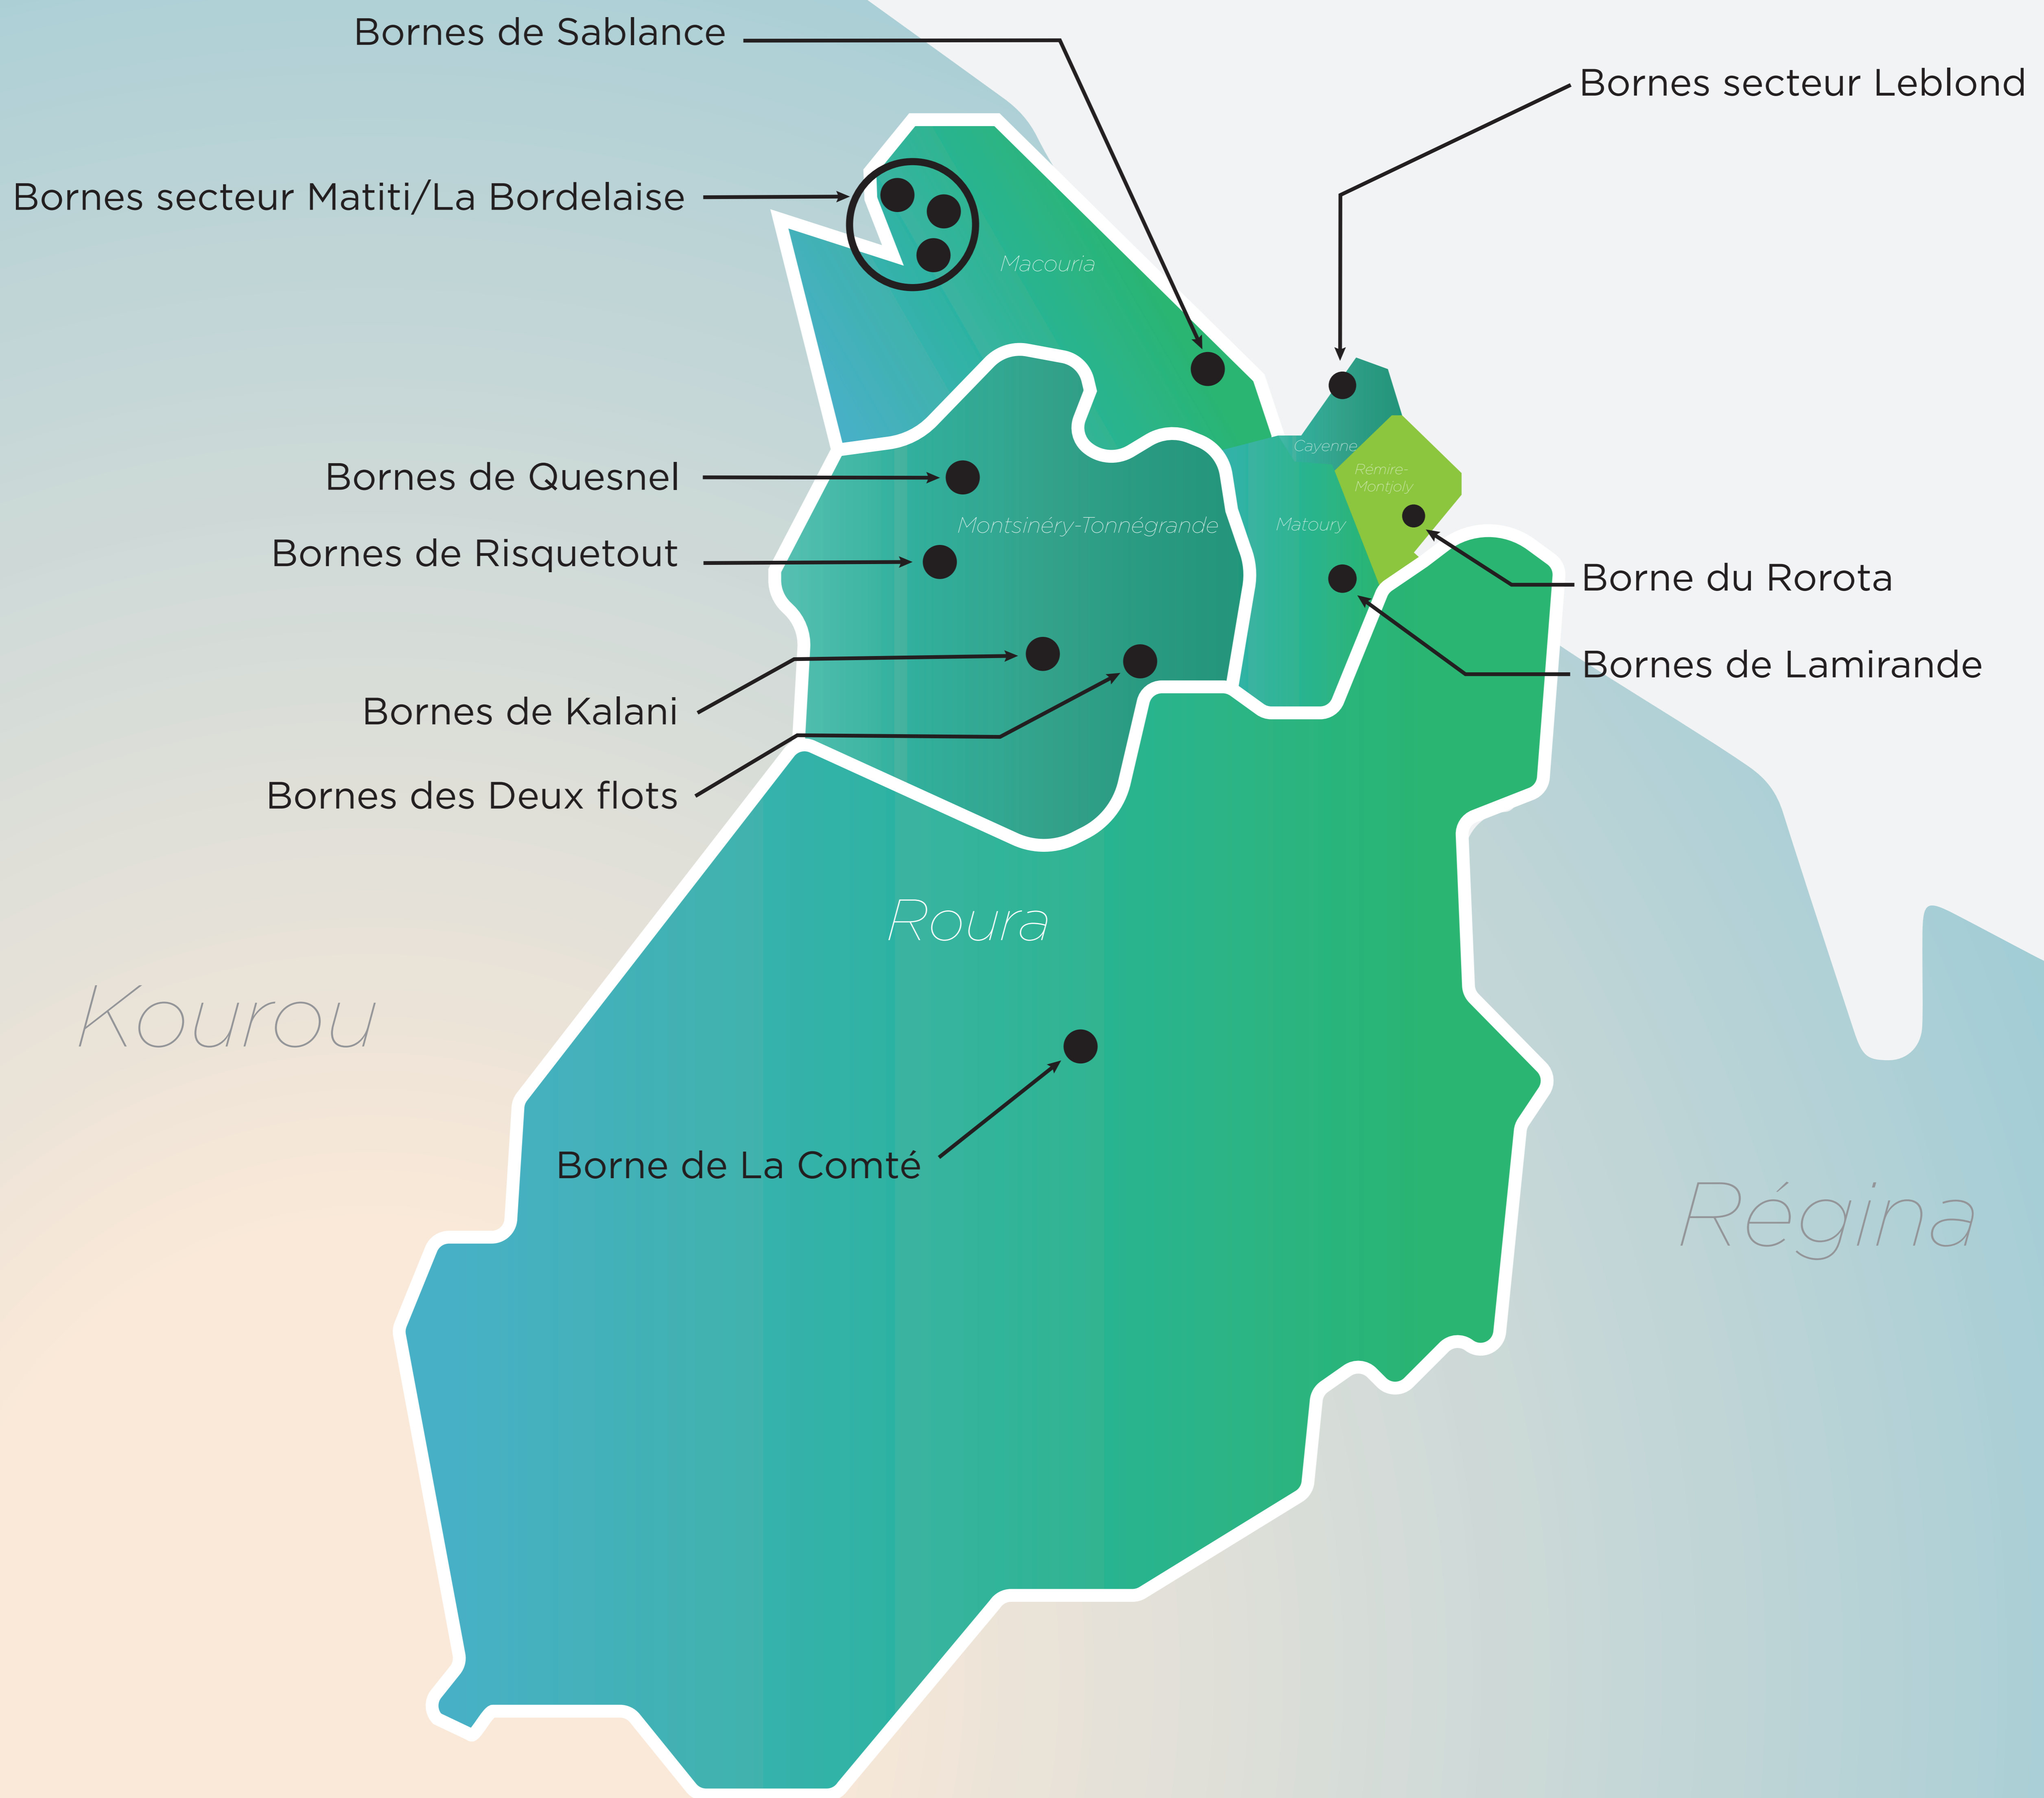 Bornes de Sablance
Bornes secteur Leblond
Bornes secteur Matiti/La Bordelaise
Macouria
Cayenne
Rémire-
Montjoly
Bornes de Quesnel
Montsinéry-Tonnégrande
Matoury
Bornes de Risquetout
Borne du Rorota
Bornes de Lamirande
Bornes de Kalani
Bornes des Deux flots
Roura
Kourou
Borne de La Comté
Régina